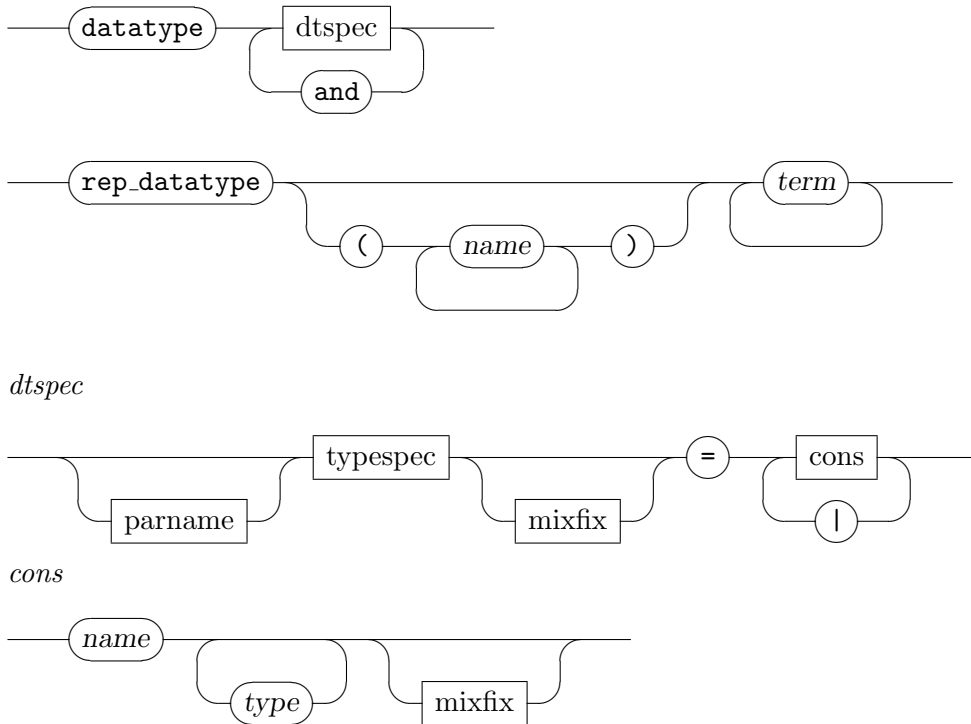 datatype dtspec
and
rep_datatype term
( name )
dtspec
typespec = cons
parname mixfix |
cons
name
type mixfix